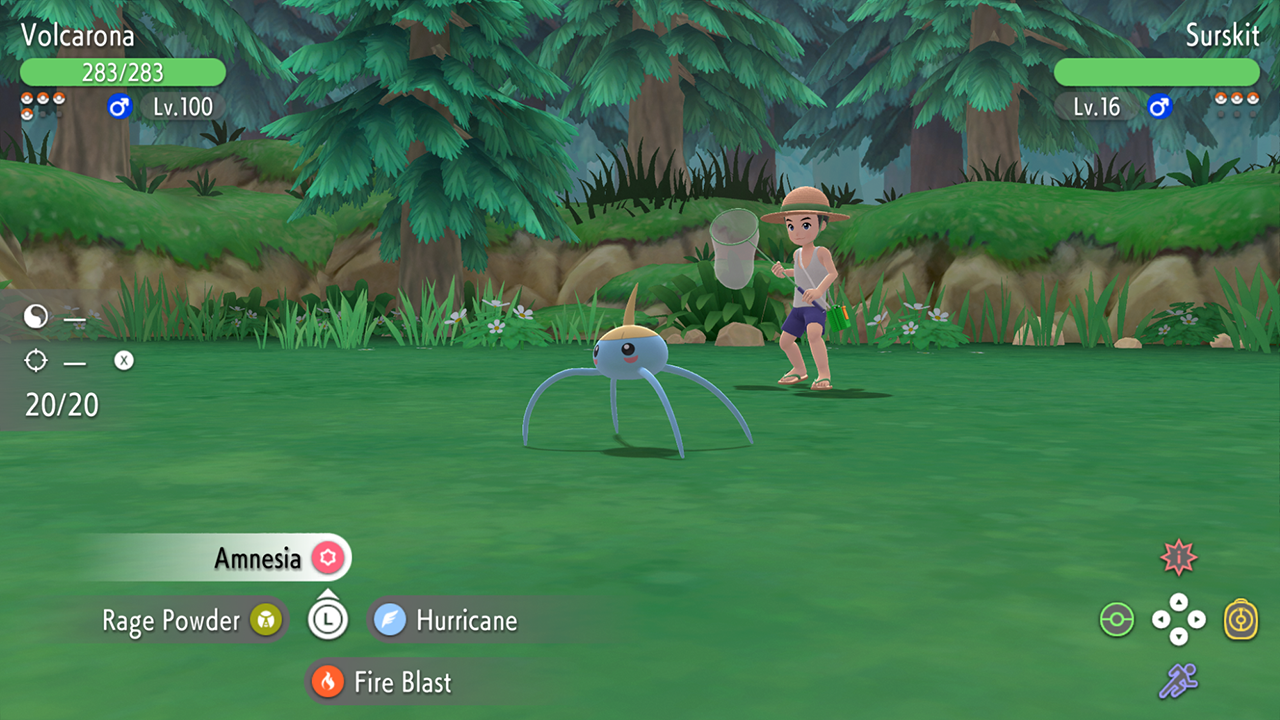 Volcarona
283/283
Lv.100
Surskit
Lv.16
—
— X
20/20
Amnesia
Rage Powder
L
Hurricane
Fire Blast
i